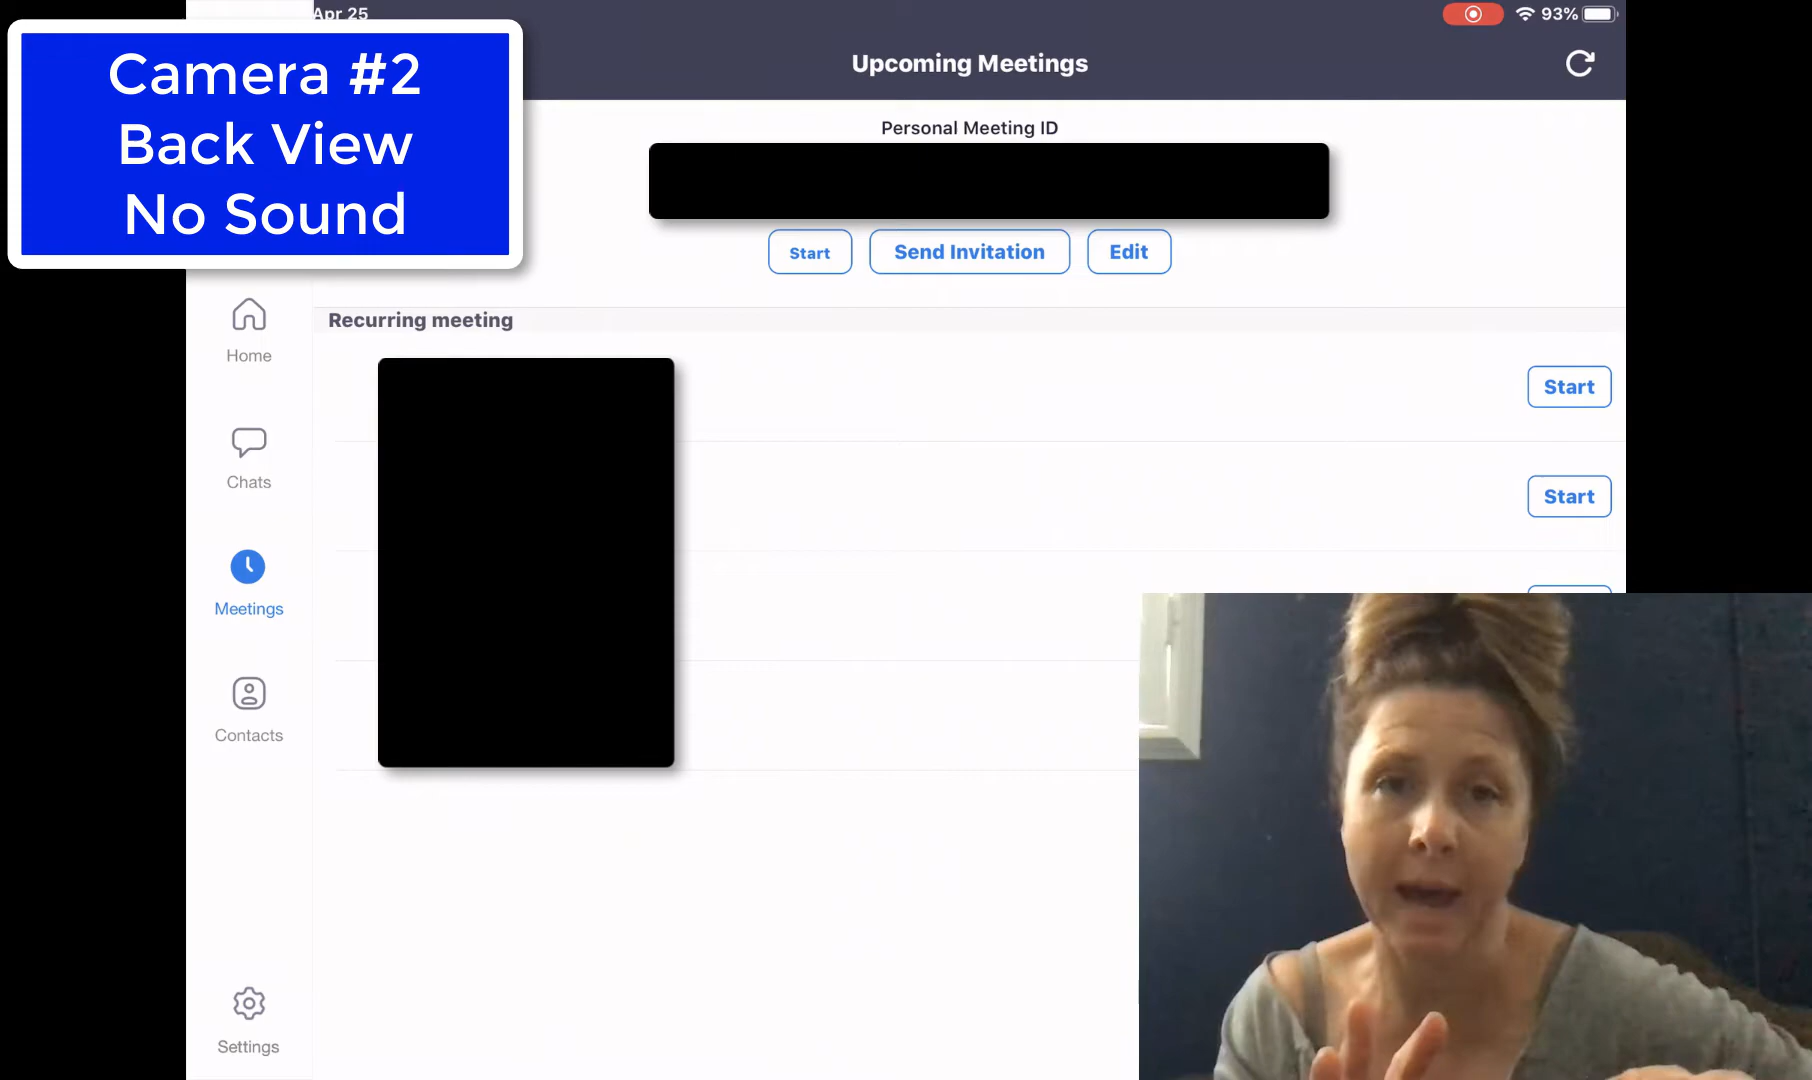 Apr 25
93%
Camera #2
Back View
No Sound
Upcoming Meetings
Personal Meeting ID
Start
Send Invitation
Edit
Recurring meeting
Home
Start
Chats
Start
Meetings
Contacts
Settings